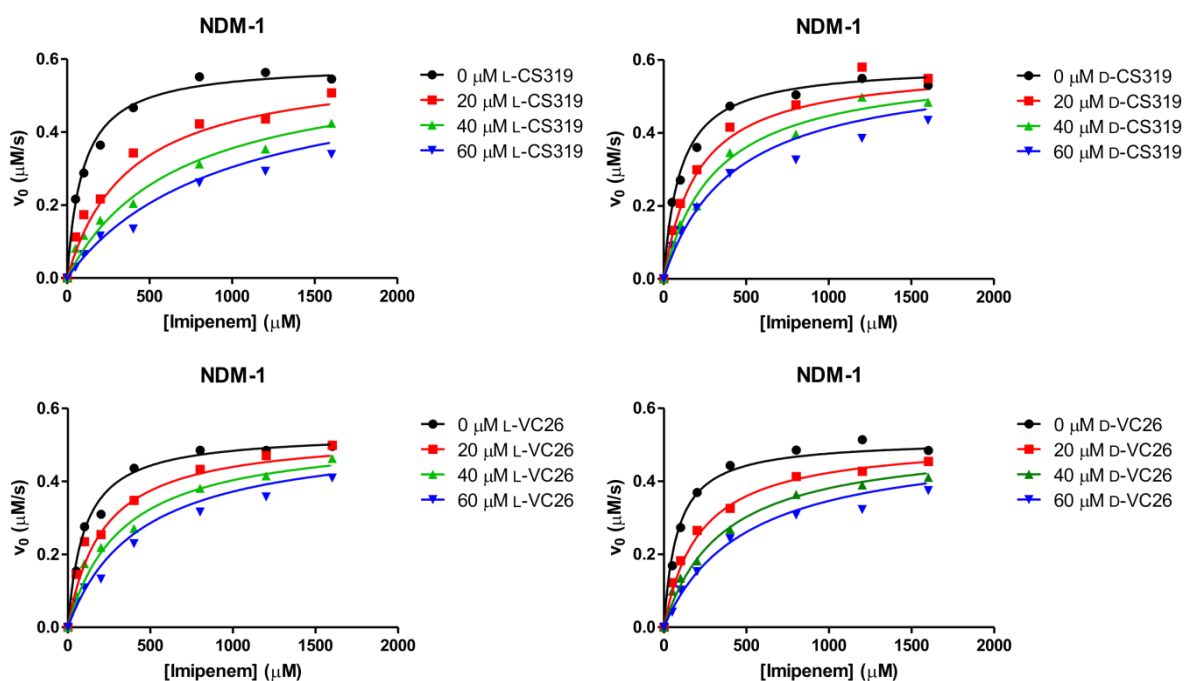 NDM-1
v0 (µM/s)
0.6
0.4
0.2
0.0
0 500 1000 1500 2000
[Imipenem] (µM)
0 µM L-CS319
20 µM L-CS319
40 µM L-CS319
60 µM L-CS319
NDM-1
v0 (µM/s)
0.6
0.4
0.2
0.0
0 500 1000 1500 2000
[Imipenem] (µM)
0 µM D-CS319
20 µM D-CS319
40 µM D-CS319
60 µM D-CS319
NDM-1
v0 (µM/s)
0.6
0.4
0.2
0.0
0 500 1000 1500 2000
[Imipenem] (µM)
0 µM L-VC26
20 µM L-VC26
40 µM L-VC26
60 µM L-VC26
NDM-1
v0 (µM/s)
0.6
0.4
0.2
0.0
0 500 1000 1500 2000
[Imipenem] (µM)
0 µM D-VC26
20 µM D-VC26
40 µM D-VC26
60 µM D-VC26